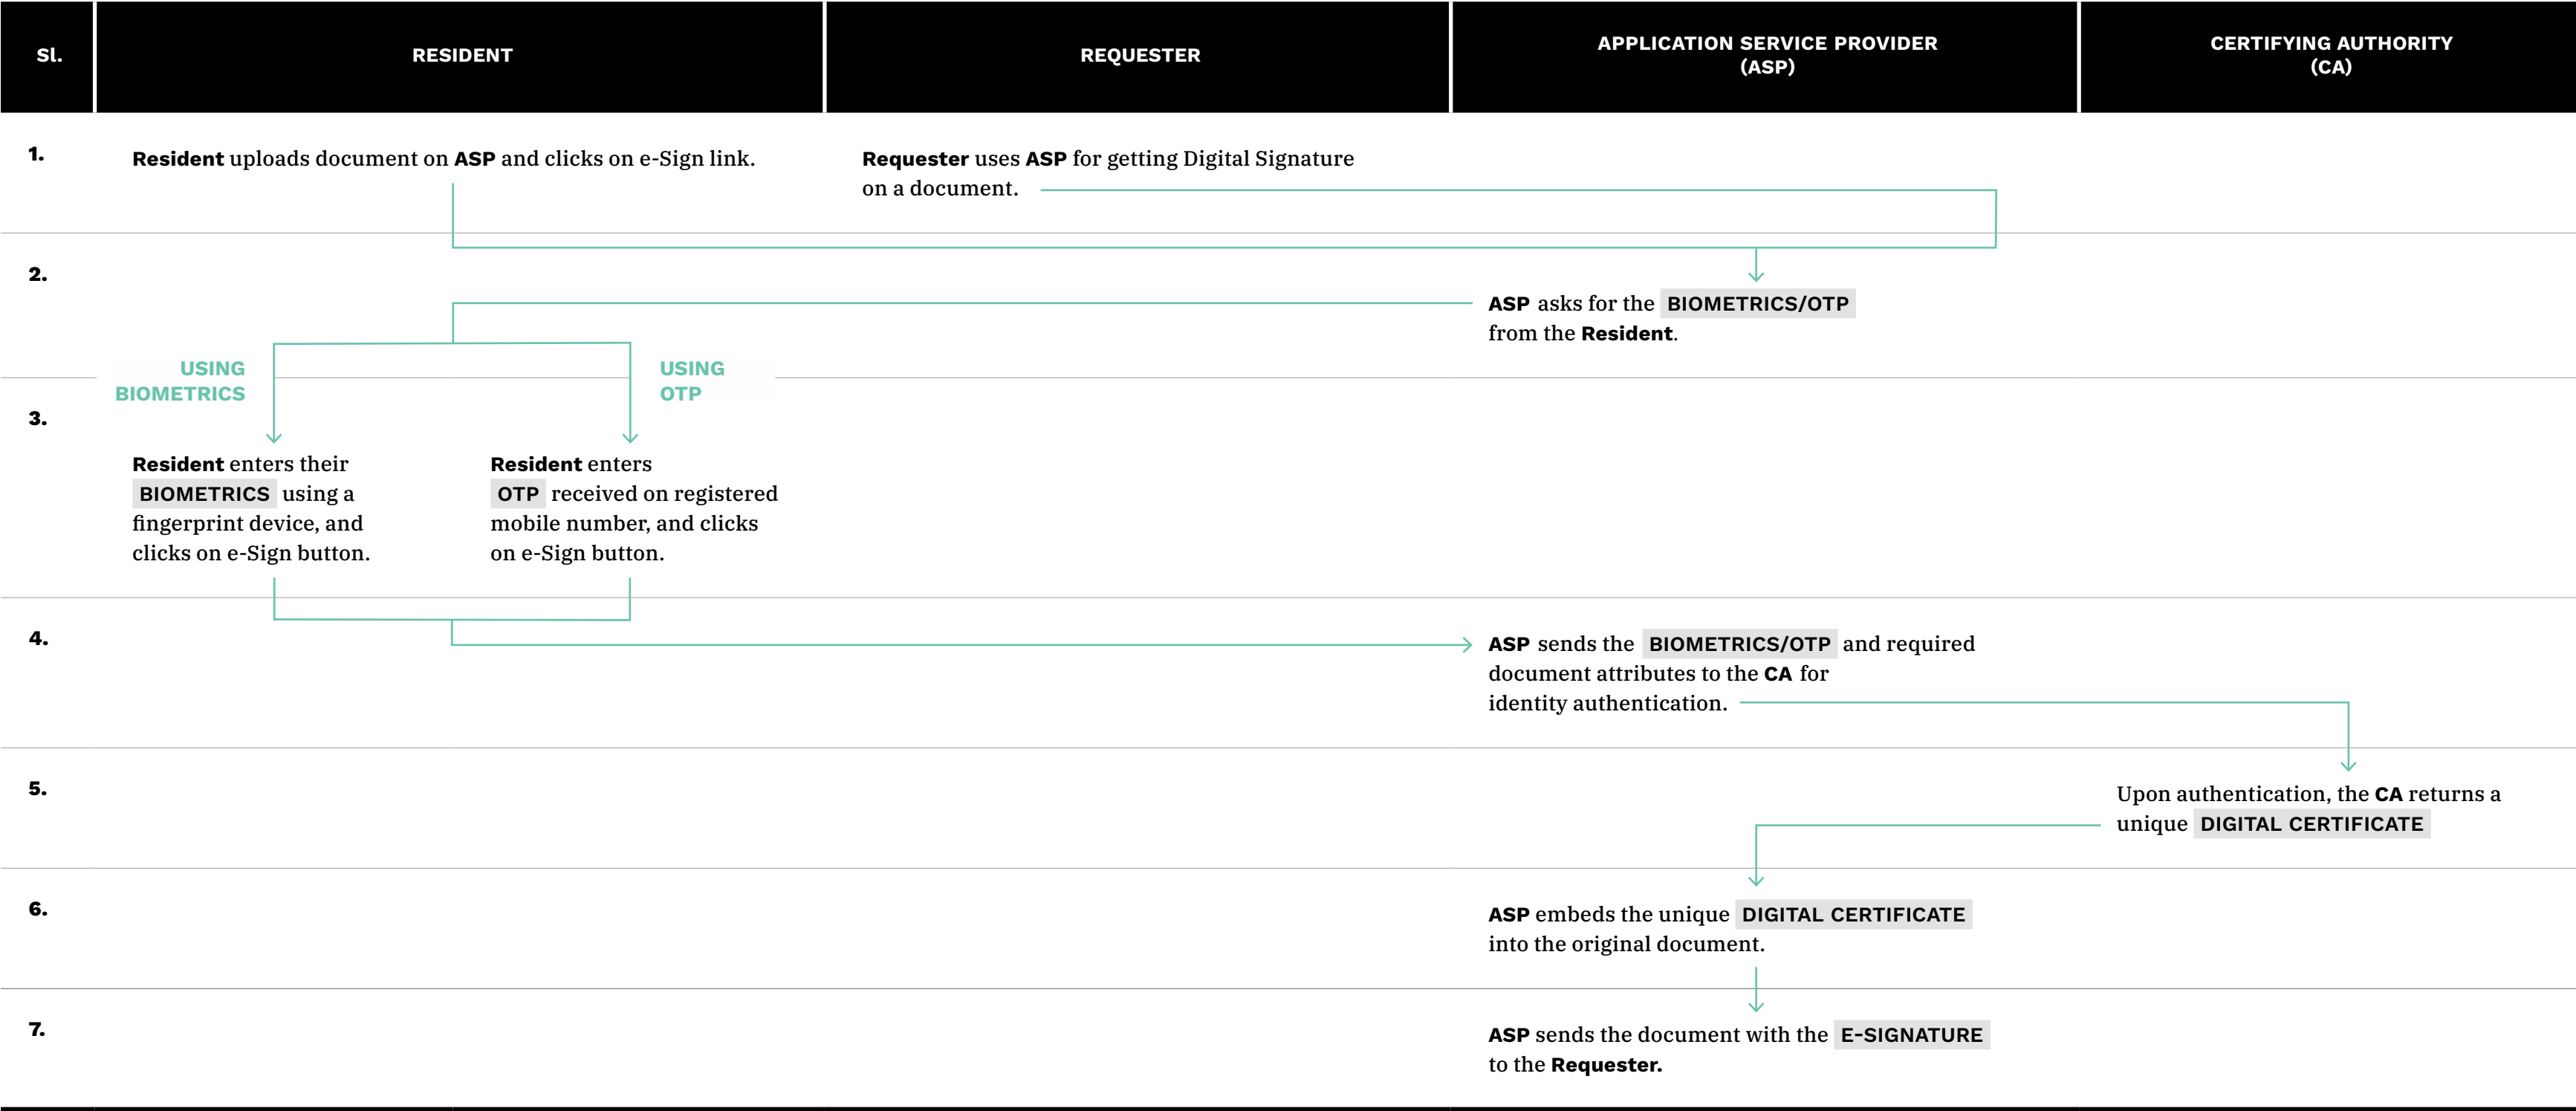 Sl.
RESIDENT
REQUESTER
APPLICATION SERVICE PROVIDER
(ASP)
CERTIFYING AUTHORITY
(CA)
1.
Resident uploads document on ASP and clicks on e-Sign link.
Requester uses ASP for getting Digital Signature
on a document.
2.
ASP asks for the BIOMETRICS/OTP
from the Resident.
USING
BIOMETRICS
USING
OTP
3.
Resident enters their
BIOMETRICS using a
fingerprint device, and
clicks on e-Sign button.
Resident enters
OTP received on registered
mobile number, and clicks
on e-Sign button.
4.
ASP sends the BIOMETRICS/OTP and required
document attributes to the CA for
identity authentication.
5.
Upon authentication, the CA returns a
unique DIGITAL CERTIFICATE
6.
ASP embeds the unique DIGITAL CERTIFICATE
into the original document.
7.
ASP sends the document with the E-SIGNATURE
to the Requester.